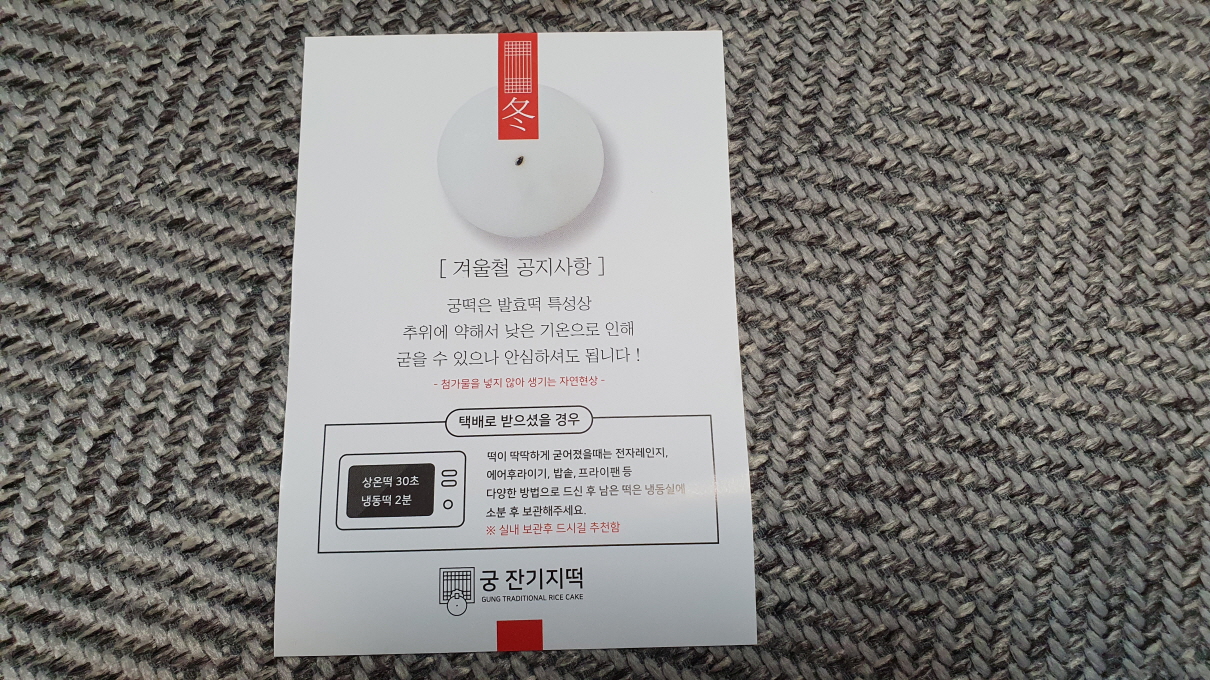 冬
[ 겨울철 공지사항 ]
궁떡은 발효떡 특성상
추위에 약해서 낮은 기온으로 인해
굳을 수 있으나 안심하셔도 됩니다 !
- 첨가물을 넣지 않아 생기는 자연현상 -
택배로 받으셨을 경우
상온떡 30초
냉동떡 2분
떡이 딱딱하게 굳어졌을때는 전자레인지,
에어후라이기, 밥솥, 프라이팬 등
다양한 방법으로 드신 후 남은 떡은 냉동실에
소분 후 보관해주세요.
※ 실내 보관후 드시길 추천함
궁 잔기지떡
GUNG TRADITIONAL RICE CAKE